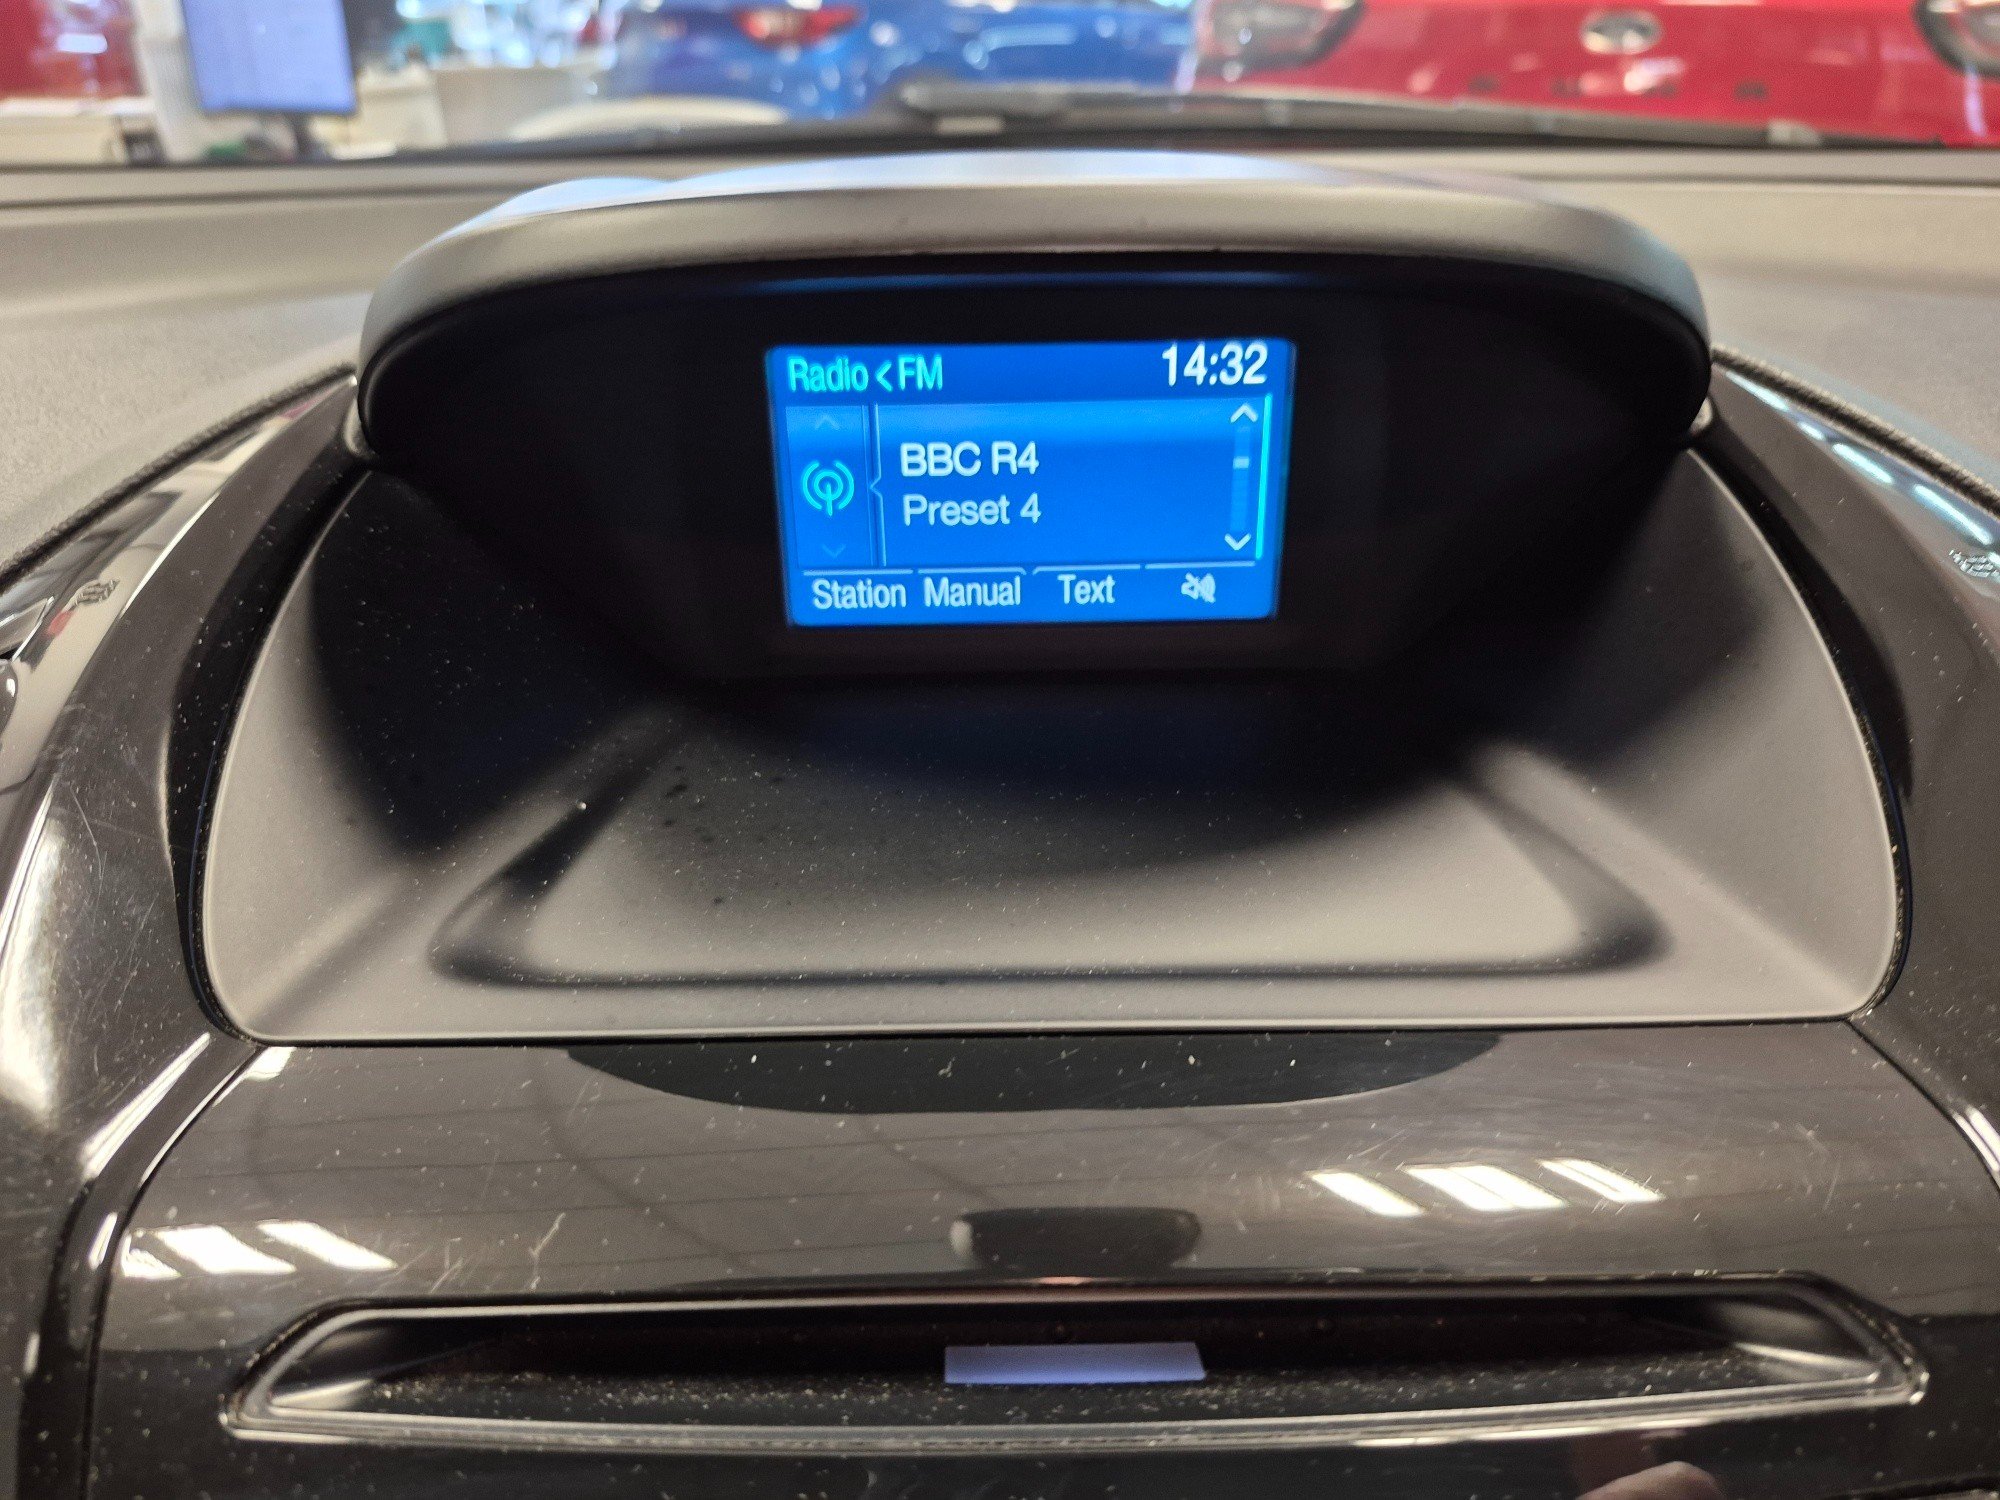 Radio < FM 14:32
BBC R4
Preset 4
Station Manual Text